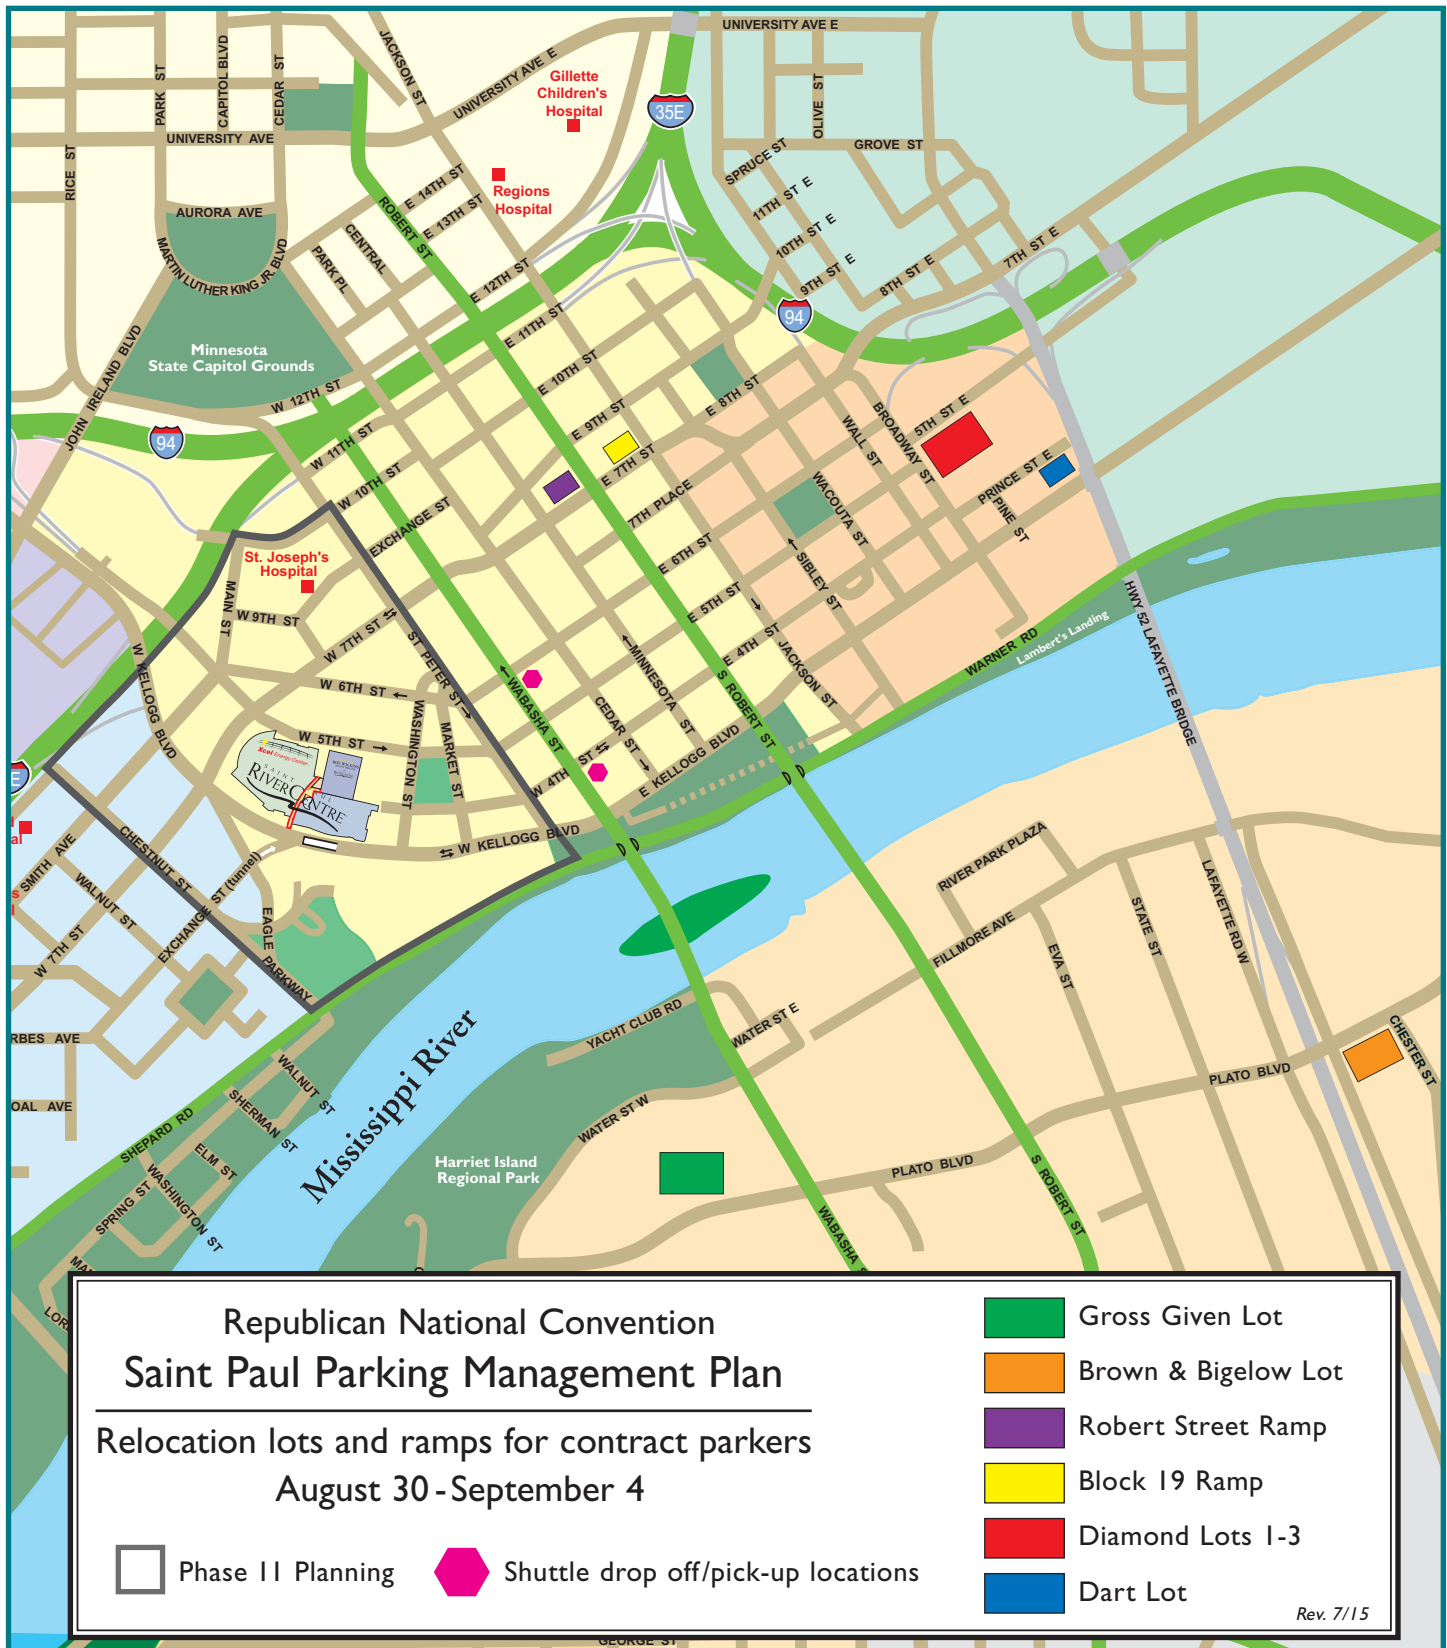 UNIVERSITY AVE E
JACKSON ST
PARK ST
CAPITOL BLVD
CEDAR ST
UNIVERSITY AVE E
Gillette
Children's
Hospital
35E
OLIVE ST
UNIVERSITY AVE
GROVE ST
RICE ST
SPRUCE ST
E 14TH ST
Regions
Hospital
11TH ST E
AURORA AVE
ROBERT ST
E 13TH ST
10TH ST E
7TH ST E
MARTIN LUTHER KING JR. BLVD
PARK PL
CENTRAL
E 12TH ST
9TH ST E
8TH ST E
94
E 11TH ST
JOHN IRELAND BLVD
Minnesota
State Capitol Grounds
E 10TH ST
W 12TH ST
E 8TH ST
94
W 11TH ST
E 9TH ST
WALL ST
BROADWAY ST
5TH ST E
W 10TH ST
E 7TH ST
PRINCE ST E
PINE ST
EXCHANGE ST
7TH PLACE
WACOUTA ST
St. Joseph's
Hospital
E 6TH ST
SIBLEY ST
MAIN ST
W 9TH ST
E 5TH ST
HWY 52 LAFAYETTE BRIDGE
W 7TH ST
ST PETER ST
E 4TH ST
WARNER RD
Lambert's Landing
W KELLOGG BLVD
MINNESOTA ST
JACKSON ST
W 6TH ST
WABASHA ST
S ROBERT ST
WASHINGTON ST
MARKET ST
CEDAR ST
W 5TH ST
E KELLOGG BLVD
Xcel Energy Center
SAINT
RIVERCENTRE
W 4TH ST
E
W KELLOGG BLVD
CHESTNUT ST
SMITH AVE
al
s
WALNUT ST
EXCHANGE ST (tunnel)
RIVER PARK PLAZA
LAFAYETTE RD W
STATE ST
W 7TH ST
EAGLE PARKWAY
FILLMORE AVE
EVA ST
YACHT CLUB RD
WATER ST E
Mississippi River
RBES AVE
CHESTER ST
WALNUT ST
PLATO BLVD
OAL AVE
SHERMAN ST
SHEPARD RD
WATER ST W
ELM ST
Harriet Island
Regional Park
PLATO BLVD
S ROBERT ST
SPRING ST
WASHINGTON ST
WABASHA S
MAN
LOR
Republican National Convention
Saint Paul Parking Management Plan
Relocation lots and ramps for contract parkers
August 30 - September 4
Phase 11 Planning
Shuttle drop off/pick-up locations
Gross Given Lot
Brown & Bigelow Lot
Robert Street Ramp
Block 19 Ramp
Diamond Lots 1-3
Dart Lot
Rev. 7/15
GEORGE ST